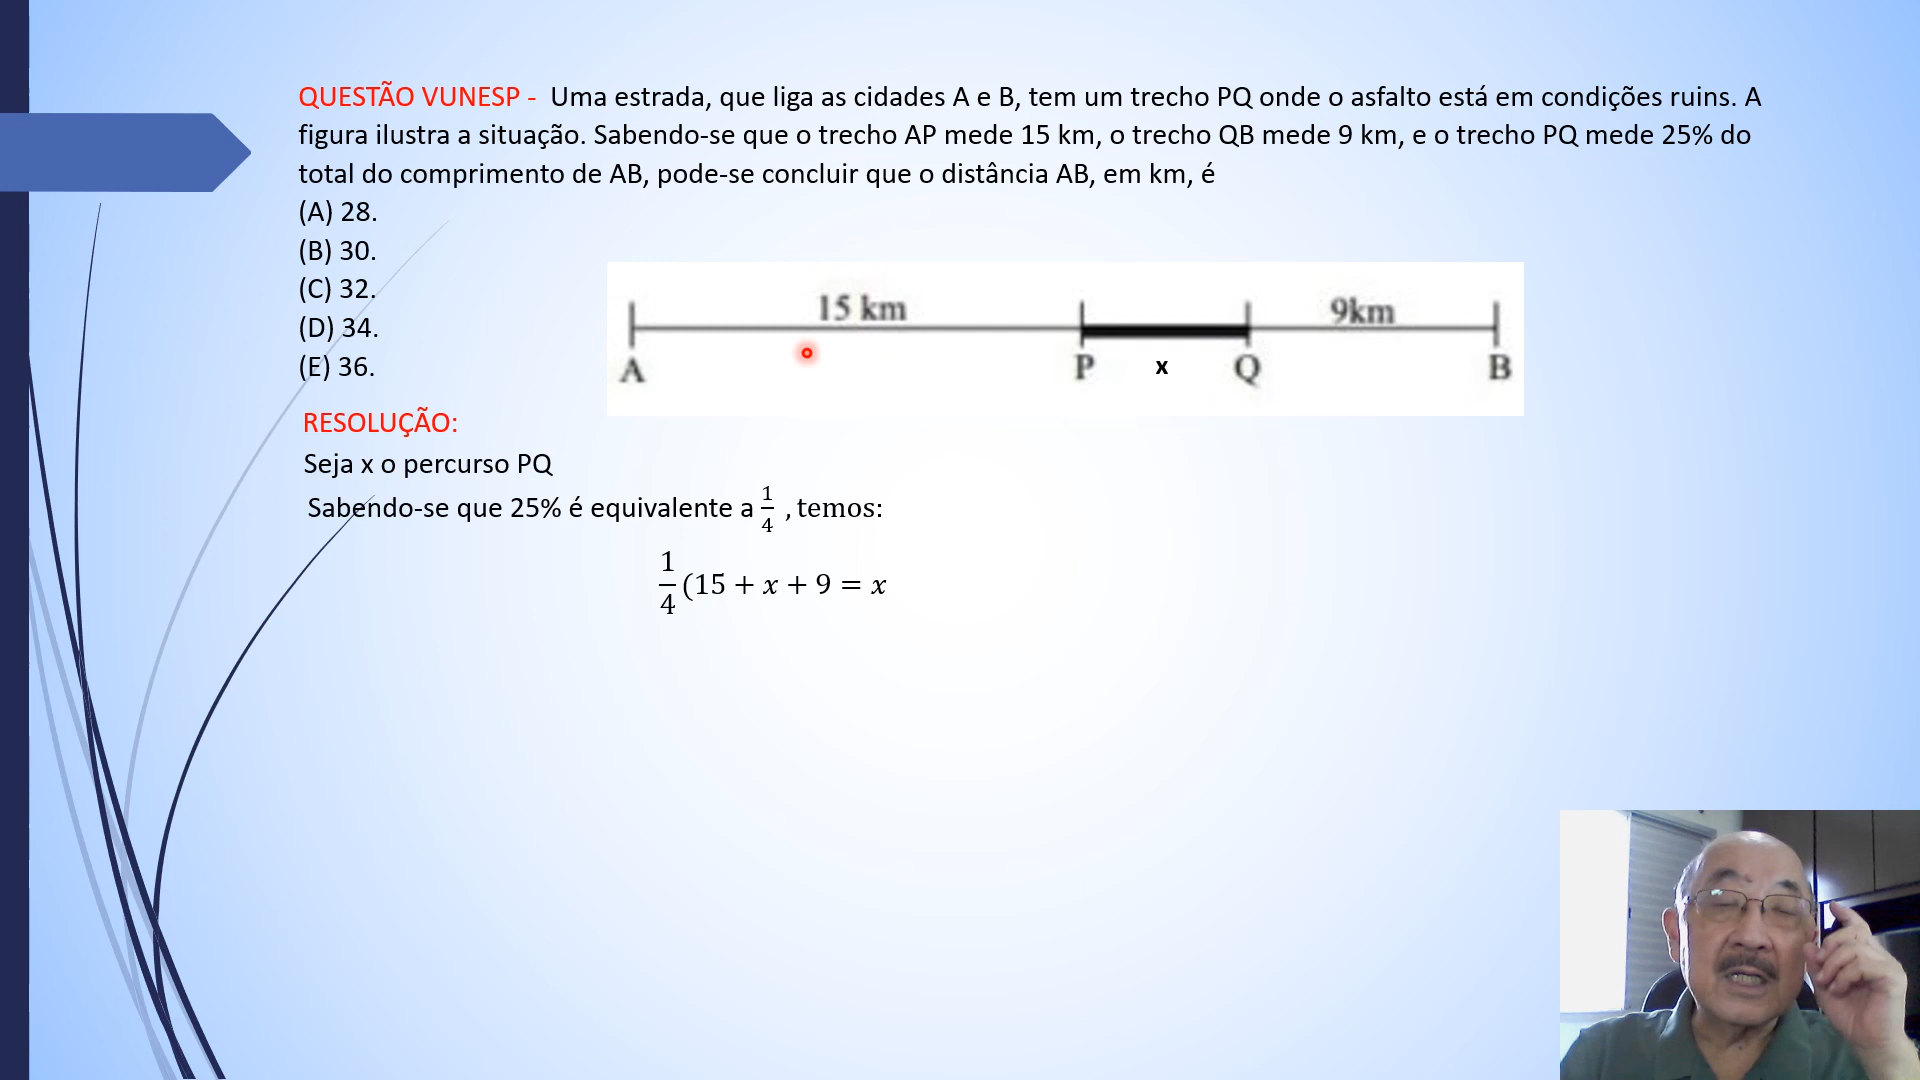 QUESTÃO VUNESP - Uma estrada, que liga as cidades A e B, tem um trecho PQ onde o asfalto está em condições ruins. A
figura ilustra a situação. Sabendo-se que o trecho AP mede 15 km, o trecho QB mede 9 km, e o trecho PQ mede 25% do
total do comprimento de AB, pode-se concluir que o distância AB, em km, é
(A) 28.
(B) 30.
(C) 32.
(D) 34.
(E) 36.
15 km 9km
A P x Q B
RESOLUÇÃO:
Seja x o percurso PQ
Sabendo-se que 25% é equivalente a 1/4 , temos:
1/4 (15 + x + 9 = x